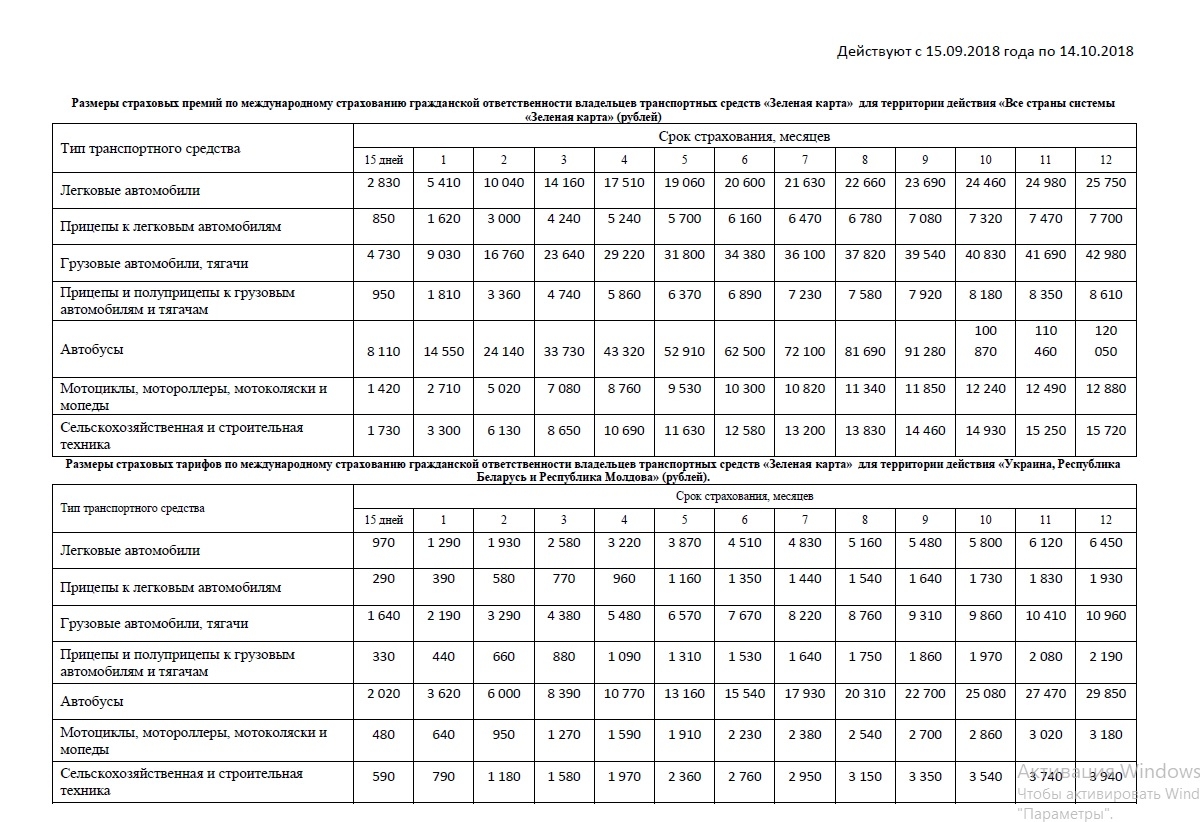 Действуют с 15.09.2018 года по 14.10.2018
Размеры страховых премий по международному страхованию гражданской ответственности владельцев транспортных средств «Зеленая карта» для территории действия «Все страны системы
«Зеленая карта» (рублей)
Тип транспортного средства
Срок страхования, месяцев
15 дней 1 2 3 4 5 6 7 8 9 10 11 12
Легковые автомобили 2 830 5 410 10 040 14 160 17 510 19 060 20 600 21 630 22 660 23 690 24 460 24 980 25 750
Прицепы к легковым автомобилям 850 1 620 3 000 4 240 5 240 5 700 6 160 6 470 6 780 7 080 7 320 7 470 7 700
Грузовые автомобили, тягачи 4 730 9 030 16 760 23 640 29 220 31 800 34 380 36 100 37 820 39 540 40 830 41 690 42 980
Прицепы и полуприцепы к грузовым
автомобилям и тягачам 950 1 810 3 360 4 740 5 860 6 370 6 890 7 230 7 580 7 920 8 180 8 350 8 610
100 110 120
Автобусы 8 110 14 550 24 140 33 730 43 320 52 910 62 500 72 100 81 690 91 280 870 460 050
Мотоциклы, мотороллеры, мотоколяски и
мопеды 1 420 2 710 5 020 7 080 8 760 9 530 10 300 10 820 11 340 11 850 12 240 12 490 12 880
Сельскохозяйственная и строительная
техника 1 730 3 300 6 130 8 650 10 690 11 630 12 580 13 200 13 830 14 460 14 930 15 250 15 720
Размеры страховых тарифов по международному страхованию гражданской ответственности владельцев транспортных средств «Зеленая карта» для территории действия «Украина, Республика
Беларусь и Республика Молдова» (рублей).
Тип транспортного средства
Срок страхования, месяцев
15 дней 1 2 3 4 5 6 7 8 9 10 11 12
Легковые автомобили 970 1 290 1 930 2 580 3 220 3 870 4 510 4 830 5 160 5 480 5 800 6 120 6 450
Прицепы к легковым автомобилям 290 390 580 770 960 1 160 1 350 1 440 1 540 1 640 1 730 1 830 1 930
Грузовые автомобили, тягачи 1 640 2 190 3 290 4 380 5 480 6 570 7 670 8 220 8 760 9 310 9 860 10 410 10 960
Прицепы и полуприцепы к грузовым
автомобилям и тягачам 330 440 660 880 1 090 1 310 1 530 1 640 1 750 1 860 1 970 2 080 2 190
Автобусы 2 020 3 620 6 000 8 390 10 770 13 160 15 540 17 930 20 310 22 700 25 080 27 470 29 850
Мотоциклы, мотороллеры, мотоколяски и
мопеды 480 640 950 1 270 1 590 1 910 2 230 2 380 2 540 2 700 2 860 3 020 3 180
Сельскохозяйственная и строительная
техника 590 790 1 180 1 580 1 970 2 360 2 760 2 950 3 150 3 350 3 540 3 740 3 940
Активация Windows
Чтобы активировать Wind
"Параметры".